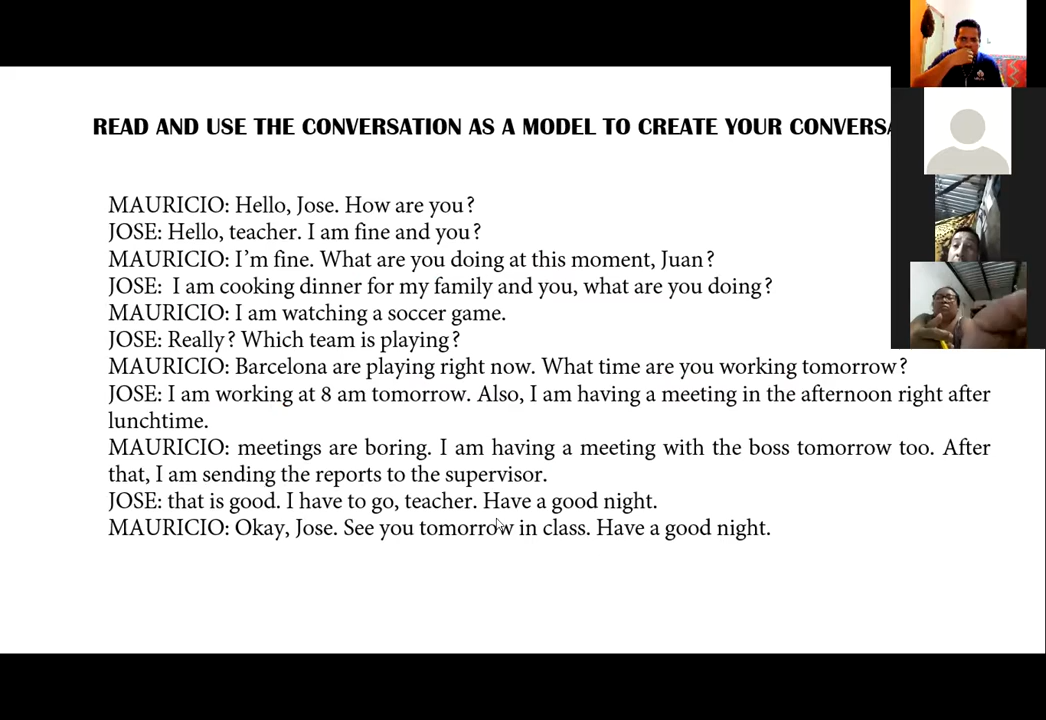 READ AND USE THE CONVERSATION AS A MODEL TO CREATE YOUR
MAURICIO: Hello, Jose. How are you?
JOSE: Hello, teacher. I am fine and you?
MAURICIO: I'm fine. What are you doing at this moment, Juan?
JOSE: I am cooking dinner for my family and you, what are you doing?
MAURICIO: I am watching a soccer game.
JOSE: Really? Which team is playing?
MAURICIO: Barcelona are playing right now. What time are you working tomorrow?
JOSE: I am working at 8 am tomorrow. Also, I am having a meeting in the afternoon right after
lunchtime.
MAURICIO: meetings are boring. I am having a meeting with the boss tomorrow too. After
that, I am sending the reports to the supervisor.
JOSE: that is good. I have to go, teacher. Have a good night.
MAURICIO: Okay, Jose. See you tomorrow in class. Have a good night.